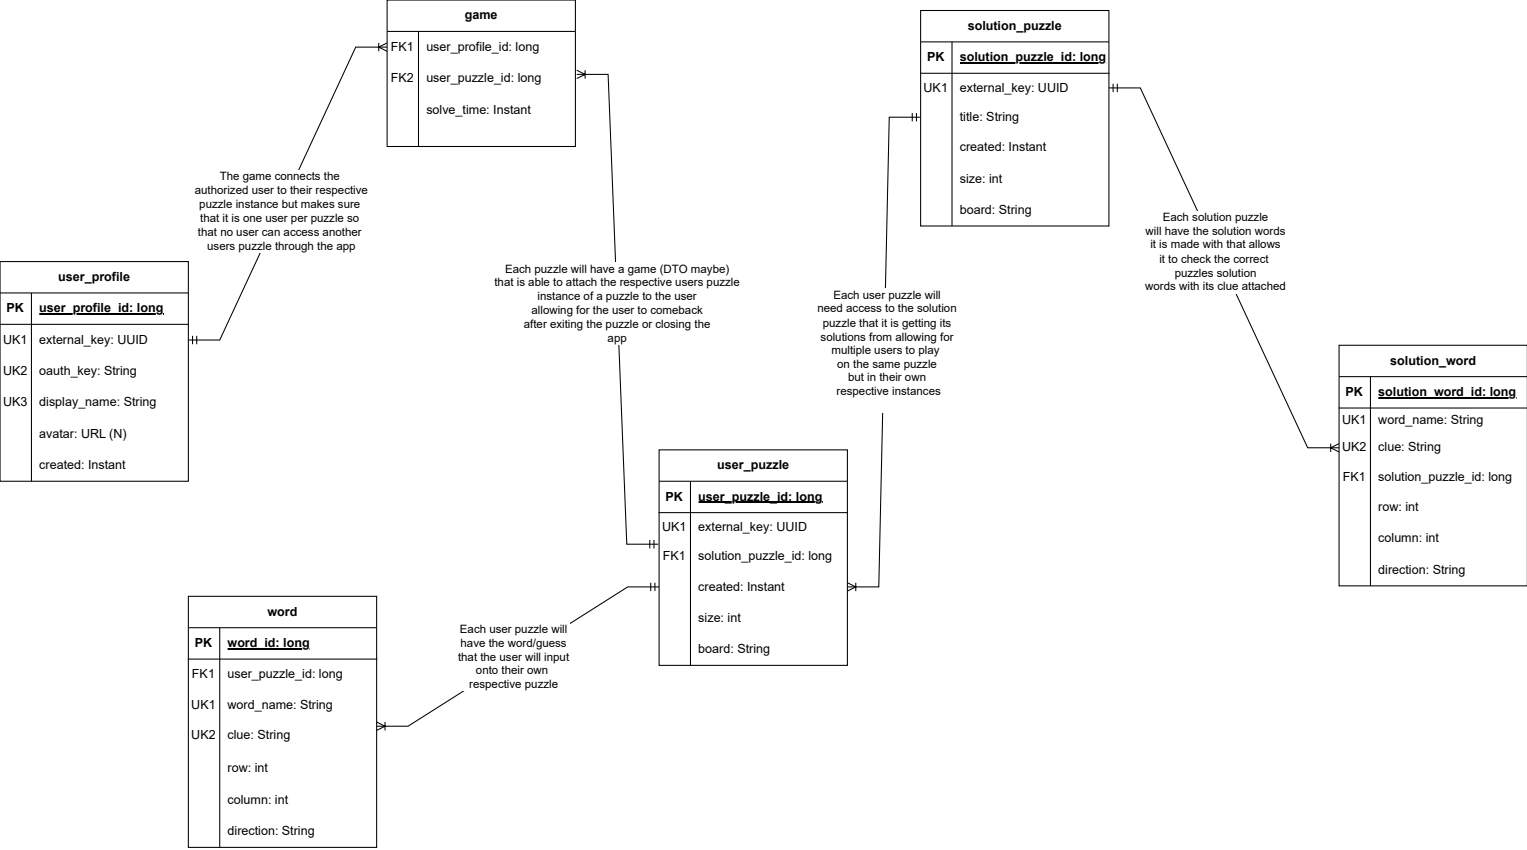 game
FK1 user_profile_id: long
FK2 user_puzzle_id: long
solve_time: Instant
solution_puzzle
PK solution_puzzle_id: long
UK1 external_key: UUID
title: String
created: Instant
size: int
board: String
The game connects the
authorized user to their respective
puzzle instance but makes sure
that it is one user per puzzle so
that no user can access another
users puzzle through the app
Each solution puzzle
will have the solution words
it is made with that allows
it to check the correct
puzzles solution
words with its clue attached
user_profile
PK user_profile_id: long
UK1 external_key: UUID
UK2 oauth_key: String
UK3 display_name: String
avatar: URL (N)
created: Instant
Each puzzle will have a game (DTO maybe)
that is able to attach the respective users puzzle
instance of a puzzle to the user
allowing for the user to comeback
after exiting the puzzle or closing the
app
Each user puzzle will
need access to the solution
puzzle that it is getting its
solutions from allowing for
multiple users to play
on the same puzzle
but in their own
respective instances
solution_word
PK solution_word_id: long
UK1 word_name: String
UK2 clue: String
FK1 solution_puzzle_id: long
row: int
column: int
direction: String
user_puzzle
PK user_puzzle_id: long
UK1 external_key: UUID
FK1 solution_puzzle_id: long
created: Instant
size: int
board: String
word
PK word_id: long
FK1 user_puzzle_id: long
UK1 word_name: String
UK2 clue: String
row: int
column: int
direction: String
Each user puzzle will
have the word/guess
that the user will input
onto their own
respective puzzle